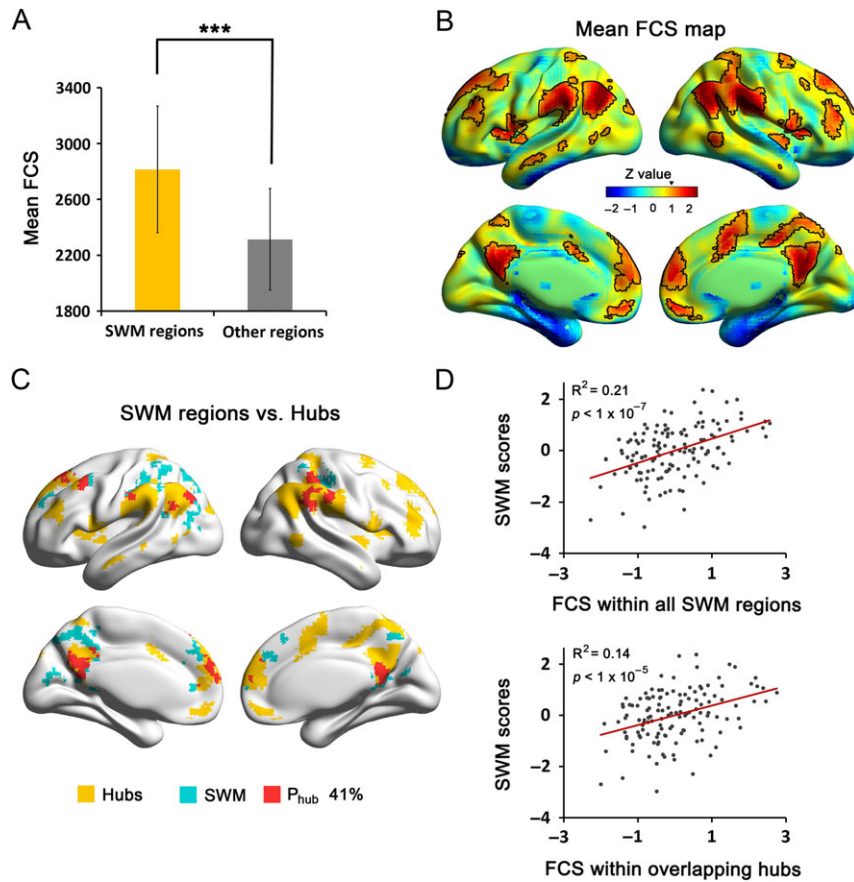 A
***
Mean FCS
3400
3000
2600
2200
1800
SWM regions Other regions
B
Mean FCS map
Z value
−2 −1 0 1 2
C
SWM regions vs. Hubs
Hubs SWM P_hub 41%
D
R² = 0.21
p < 1 x 10⁻⁷
SWM scores
2
0
−2
−4
−3 −1 1 3
FCS within all SWM regions
R² = 0.14
p < 1 x 10⁻⁵
SWM scores
2
0
−2
−4
−3 −1 1 3
FCS within overlapping hubs